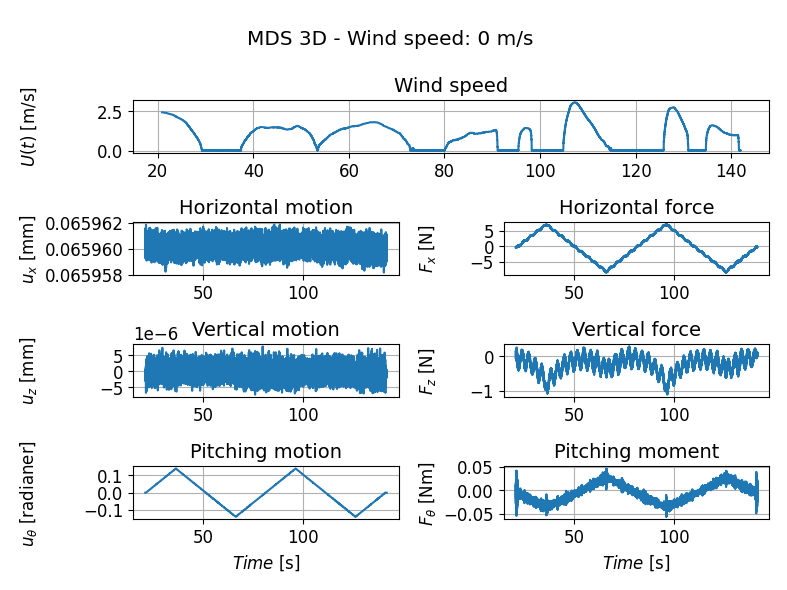 MDS 3D - Wind speed: 0 m/s
Wind speed
U(t) [m/s]
2.5
0.0
20 40 60 80 100 120 140
Horizontal motion
u_x [mm]
0.065962
0.065960
0.065958
50 100
Horizontal force
F_x [N]
5
0
−5
50 100
Vertical motion
1e−6
u_z [mm]
5
0
−5
50 100
Vertical force
F_z [N]
0
−1
50 100
Pitching motion
u_θ [radianer]
0.1
0.0
−0.1
50 100
Time [s]
Pitching moment
F_θ [Nm]
0.05
0.00
−0.05
50 100
Time [s]